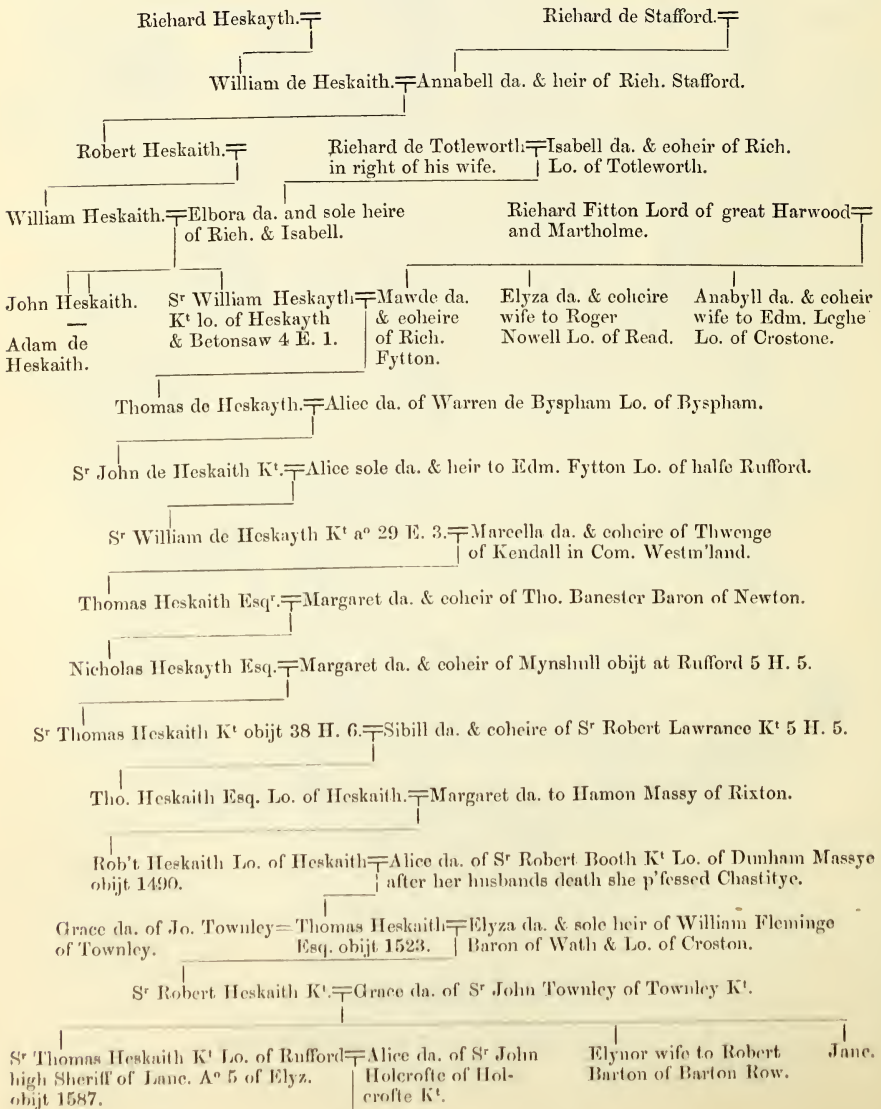 Richard Heskayth. Richard de Stafford.
William de Heskaith. Annabell da. & heir of Rich. Stafford.
Robert Heskaith. Richard de Totleworth Isabell da. & coheir of Rich.
in right of his wife. Lo. of Totleworth.
William Heskaith. Elbora da. and sole heire
of Rich. & Isabell.
Richard Fitton Lord of great Harwood
and Martholme.
John Heskaith.
—
Adam de
Heskaith.
Sʳ William Heskayth
Kᵗ lo. of Heskayth
& Betonsaw 4 E. 1.
Mawde da.
& coheire
of Rich.
Fytton.
Elyza da. & coheire
wife to Roger
Nowell Lo. of Read.
Anabyll da. & coheir
wife to Edm. Leghe
Lo. of Crostone.
Thomas de Heskayth. Alice da. of Warren de Byspham Lo. of Byspham.
Sʳ John de Heskaith Kᵗ. Alice sole da. & heir to Edm. Fytton Lo. of halfe Rufford.
Sʳ William de Heskayth Kᵗ aº 29 E. 3. Marcella da. & coheire of Thwenge
of Kendall in Com. Westm'land.
Thomas Heskaith Esqʳ. Margaret da. & coheir of Tho. Banester Baron of Newton.
Nicholas Heskayth Esq. Margaret da. & coheir of Mynshull obijt at Rufford 5 H. 5.
Sʳ Thomas Heskaith Kᵗ obijt 38 H. 6. Sibill da. & coheire of Sʳ Robert Lawrance Kᵗ 5 H. 5.
Tho. Heskaith Esq. Lo. of Heskaith. Margaret da. to Hamon Massy of Rixton.
Rob't Heskaith Lo. of Heskaith Alice da. of Sʳ Robert Booth Kᵗ Lo. of Dunham Massye
obijt 1490. after her husbands death she p'fessed Chastitye.
Grace da. of Jo. Townley= Thomas Heskaith Elyza da. & sole heir of William Fleminge
of Townley. Esq. obijt 1523. Baron of Wath & Lo. of Croston.
Sʳ Robert Heskaith Kᵗ. Grace da. of Sʳ John Townley of Townley Kᵗ.
Sʳ Thomas Heskaith Kᵗ Lo. of Rufford
high Sheriff of Lanc. Aº 5 of Elyz.
obijt 1587.
Alice da. of Sʳ John
Holcrofte of Hol-
crofte Kᵗ.
Elynor wife to Robert
Barton of Barton Row.
Jane.